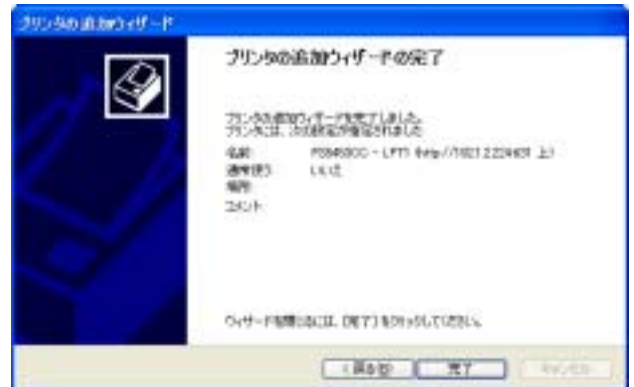 プリンタの追加ウィザード
プリンタの追加ウィザードの完了
プリンタの追加ウィザードを完了しました。
プリンタには、次の設定が指定されました
名前:
通常使う: いいえ
場所:
コメント:
ウィザードを閉じるには、[完了] をクリックしてください。
< 戻る(B)
完了
キャンセル